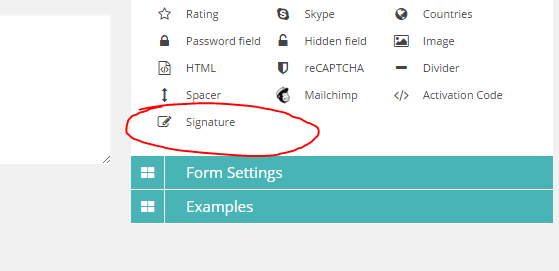 Rating Skype Countries
Password field Hidden field Image
HTML reCAPTCHA Divider
Spacer Mailchimp Activation Code
Signature
Form Settings
Examples